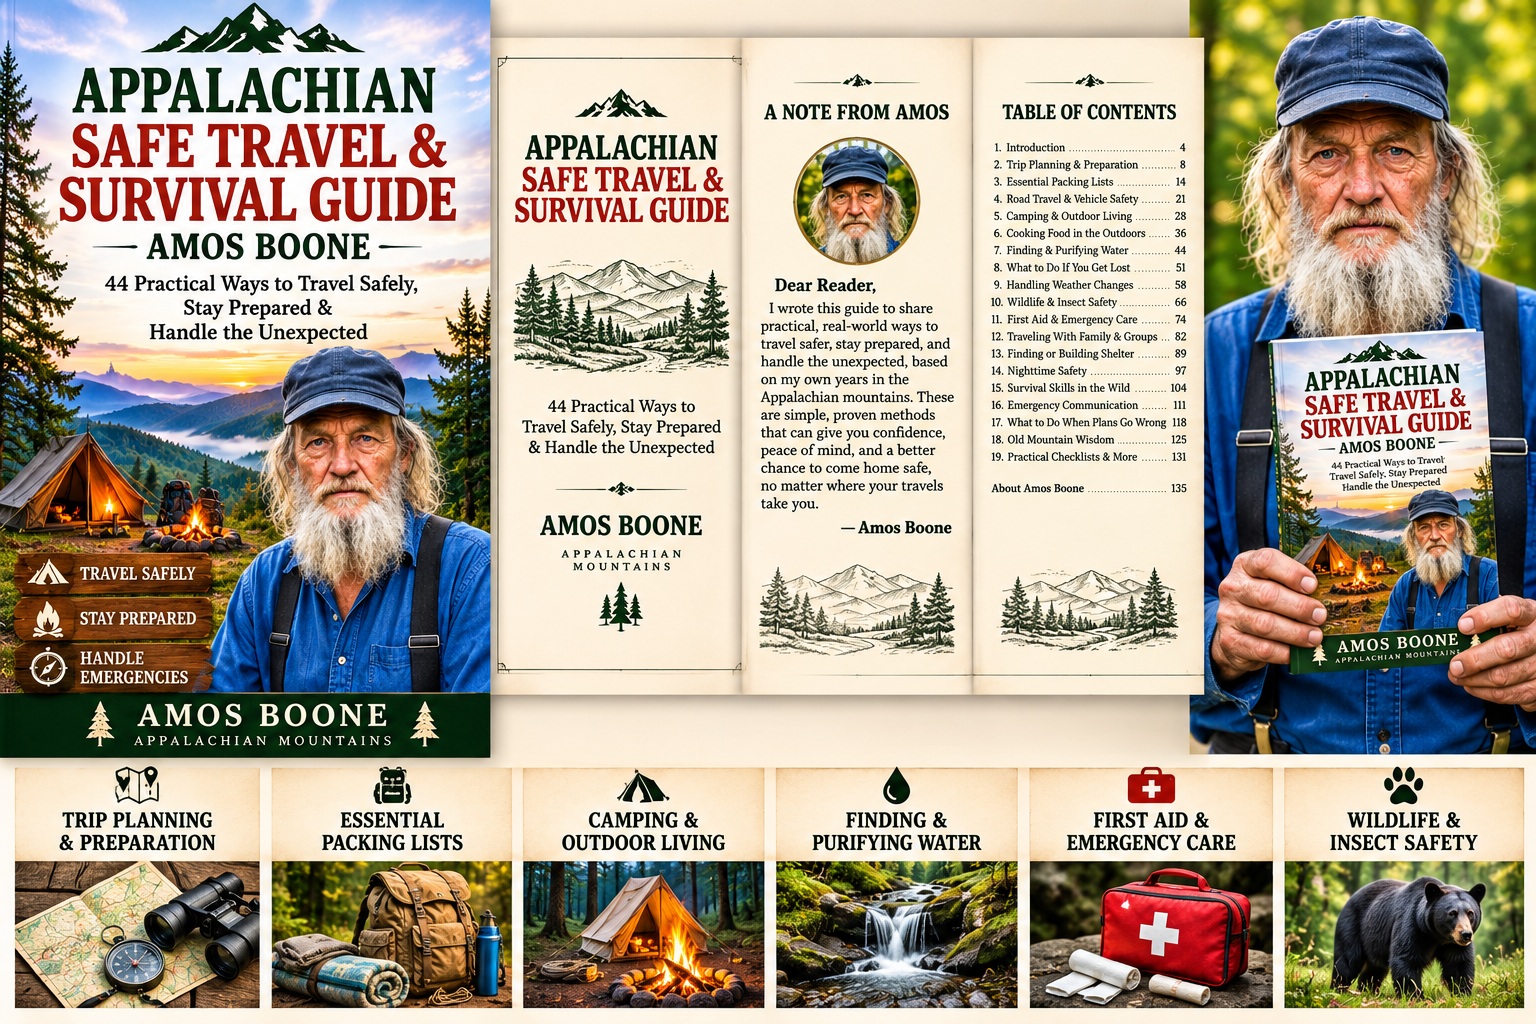 APPALACHIAN
SAFE TRAVEL &
SURVIVAL GUIDE
AMOS BOONE
44 Practical Ways to Travel Safely,
Stay Prepared &
Handle the Unexpected
TRAVEL SAFELY
STAY PREPARED
HANDLE
EMERGENCIES
AMOS BOONE
APPALACHIAN MOUNTAINS
APPALACHIAN
SAFE TRAVEL &
SURVIVAL GUIDE
44 Practical Ways to
Travel Safely, Stay Prepared
& Handle the Unexpected
AMOS BOONE
APPALACHIAN
MOUNTAINS
A NOTE FROM AMOS
Dear Reader,
I wrote this guide to share
practical, real-world ways to
travel safer, stay prepared, and
handle the unexpected, based
on my own years in the
Appalachian mountains. These
are simple, proven methods
that can give you confidence,
peace of mind, and a better
chance to come home safe,
no matter where your travels
take you.
— Amos Boone
TABLE OF CONTENTS
1. Introduction 4
2. Trip Planning & Preparation 8
3. Essential Packing Lists 14
4. Road Travel & Vehicle Safety 21
5. Camping & Outdoor Living 28
6. Cooking Food in the Outdoors 36
7. Finding & Purifying Water 44
8. What to Do If You Get Lost 51
9. Handling Weather Changes 58
10. Wildlife & Insect Safety 66
11. First Aid & Emergency Care 74
12. Traveling With Family & Groups 82
13. Finding or Building Shelter 89
14. Nighttime Safety 97
15. Survival Skills in the Wild 104
16. Emergency Communication 111
17. What to Do When Plans Go Wrong 118
18. Old Mountain Wisdom 125
19. Practical Checklists & More 131
About Amos Boone 135
APPALACHIAN
SAFE TRAVEL &
SURVIVAL GUIDE
AMOS BOONE
44 Practical Ways to Travel
Travel Safely, Stay Prepared
Handle the Unexpected
AMOS BOONE
APPALACHIAN MOUNTAINS
TRIP PLANNING
& PREPARATION
ESSENTIAL
PACKING LISTS
CAMPING &
OUTDOOR LIVING
FINDING &
PURIFYING WATER
FIRST AID &
EMERGENCY CARE
WILDLIFE &
INSECT SAFETY